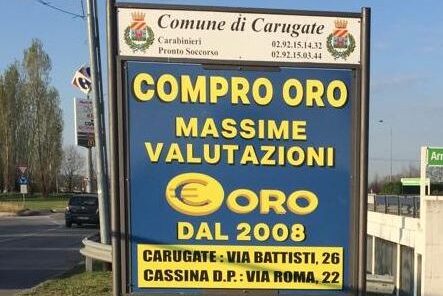 Comune di Carugate
Carabinieri 02.92.15.14.32
Pronto Soccorso 02.92.15.03.44
COMPRO ORO
MASSIME
VALUTAZIONI
€ORO
DAL 2008
CARUGATE : VIA BATTISTI, 26
CASSINA D.P. : VIA ROMA, 22